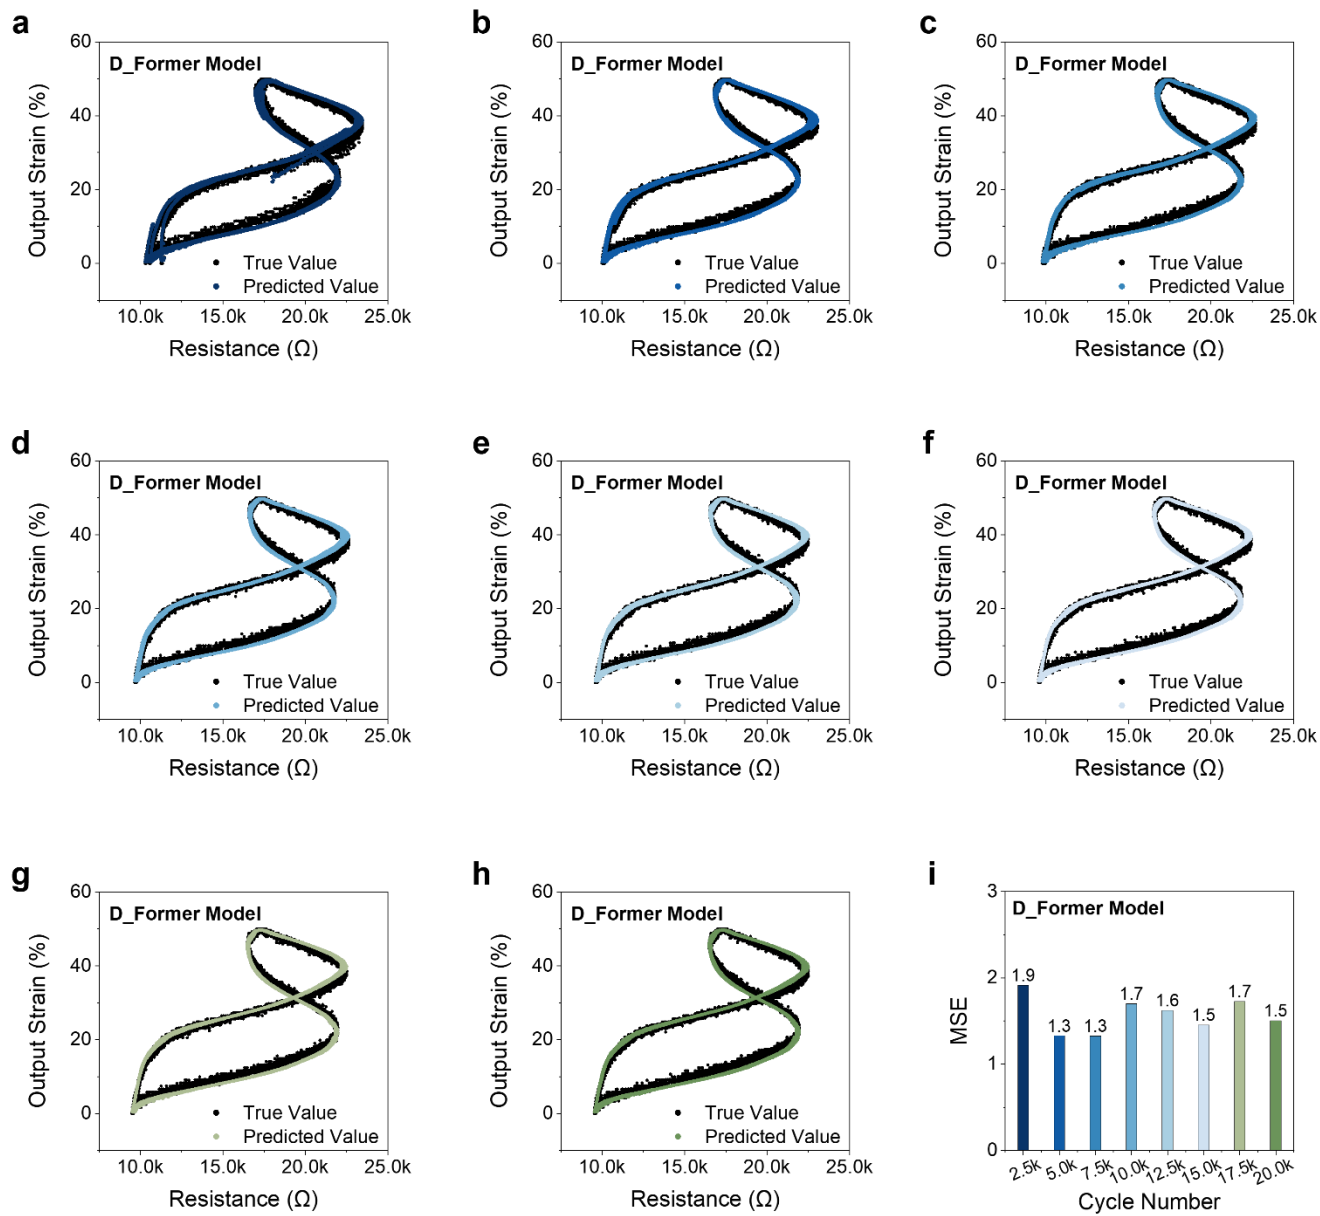 a
D_Former Model
60
40
20
0
Output Strain (%)
True Value
Predicted Value
10.0k 15.0k 20.0k 25.0k
Resistance (Ω)
b
D_Former Model
60
40
20
0
Output Strain (%)
True Value
Predicted Value
10.0k 15.0k 20.0k 25.0k
Resistance (Ω)
c
D_Former Model
60
40
20
0
Output Strain (%)
True Value
Predicted Value
10.0k 15.0k 20.0k 25.0k
Resistance (Ω)
d
D_Former Model
60
40
20
0
Output Strain (%)
True Value
Predicted Value
10.0k 15.0k 20.0k 25.0k
Resistance (Ω)
e
D_Former Model
60
40
20
0
Output Strain (%)
True Value
Predicted Value
10.0k 15.0k 20.0k 25.0k
Resistance (Ω)
f
D_Former Model
60
40
20
0
Output Strain (%)
True Value
Predicted Value
10.0k 15.0k 20.0k 25.0k
Resistance (Ω)
g
D_Former Model
60
40
20
0
Output Strain (%)
True Value
Predicted Value
10.0k 15.0k 20.0k 25.0k
Resistance (Ω)
h
D_Former Model
60
40
20
0
Output Strain (%)
True Value
Predicted Value
10.0k 15.0k 20.0k 25.0k
Resistance (Ω)
i
D_Former Model
3
2
1
0
MSE
1.9 1.3 1.3 1.7 1.6 1.5 1.7 1.5
2.5k 5.0k 7.5k 10.0k 12.5k 15.0k 17.5k 20.0k
Cycle Number